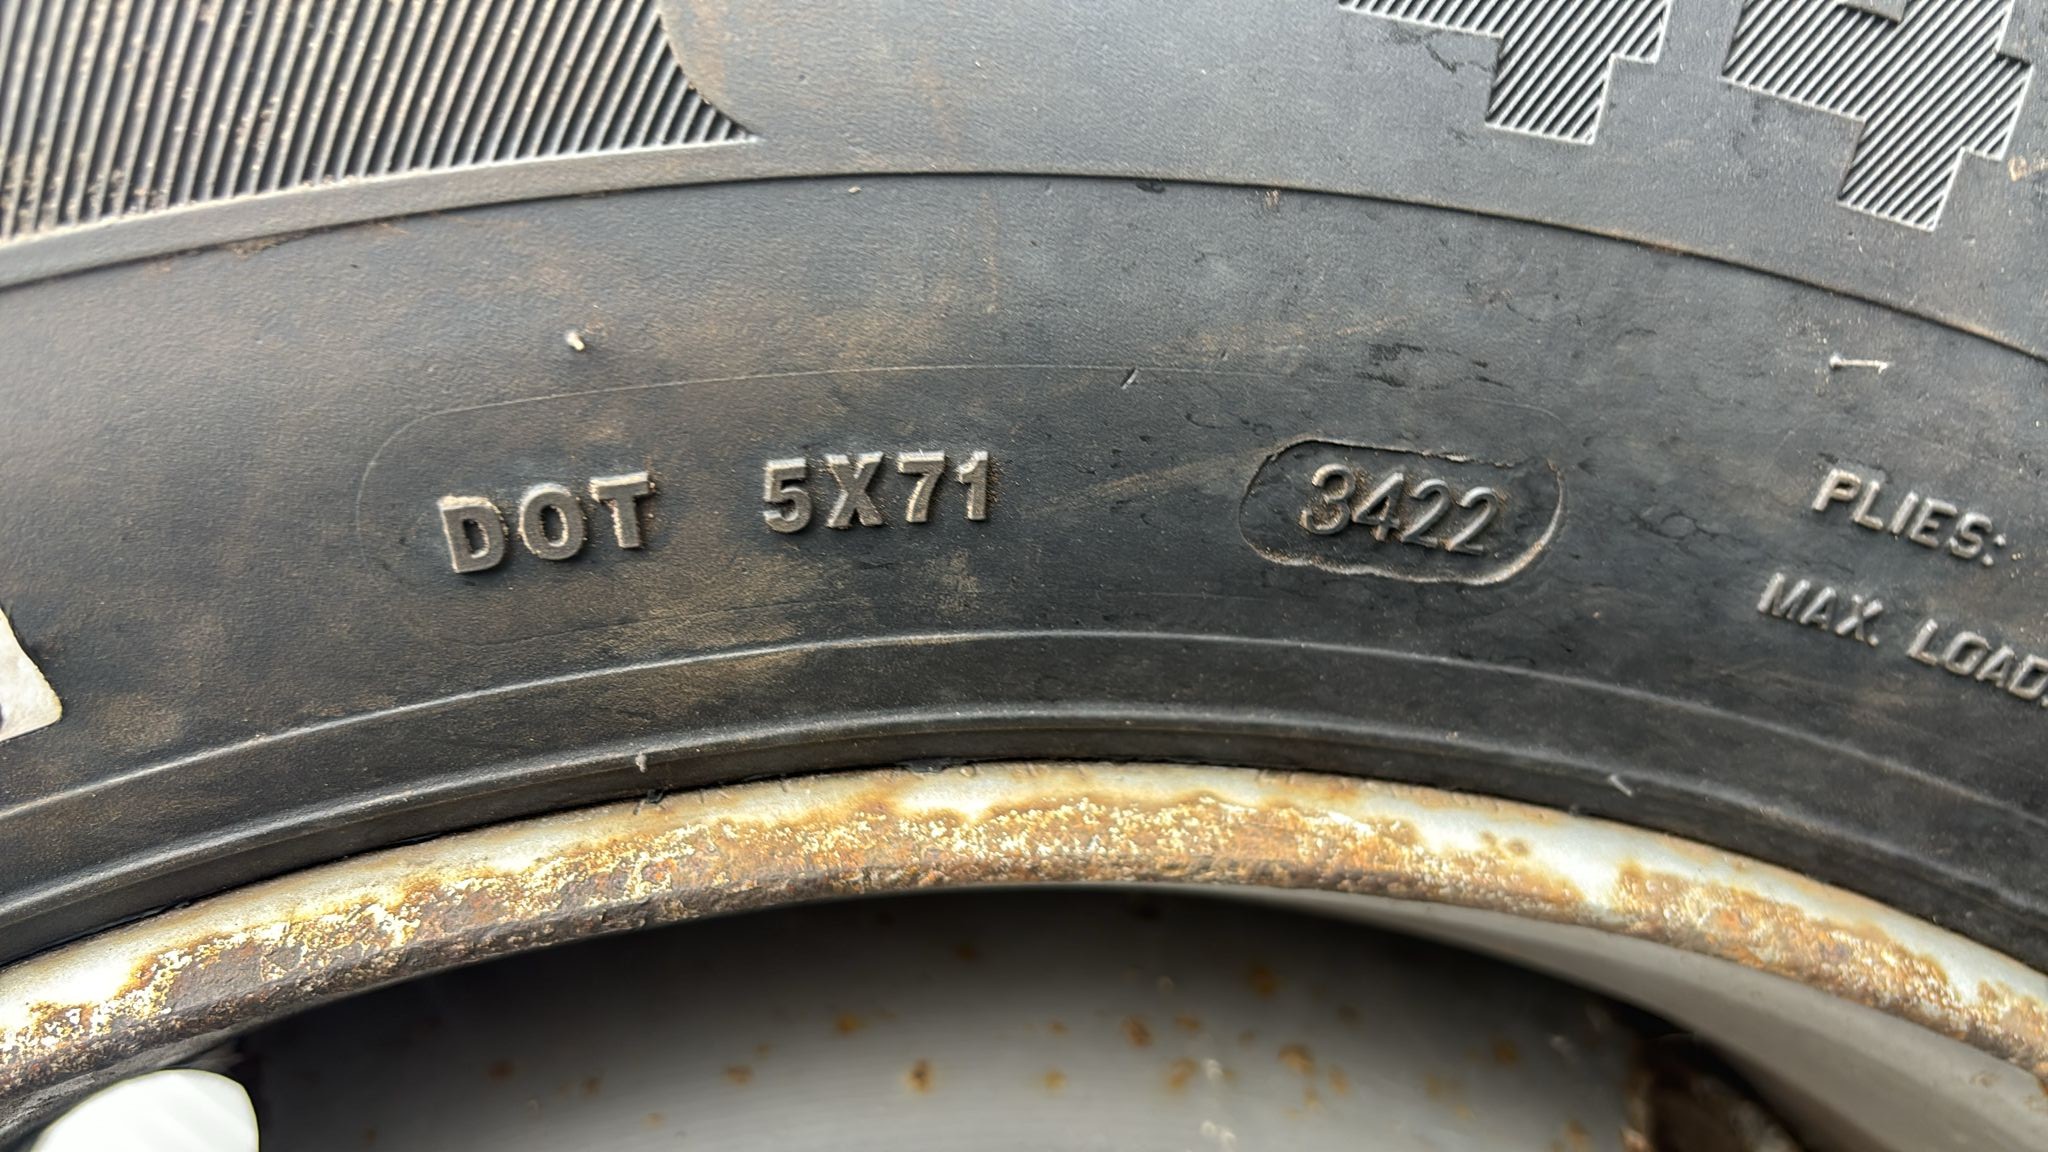 DOT 5X71 3422
PLIES:
MAX. LOAD